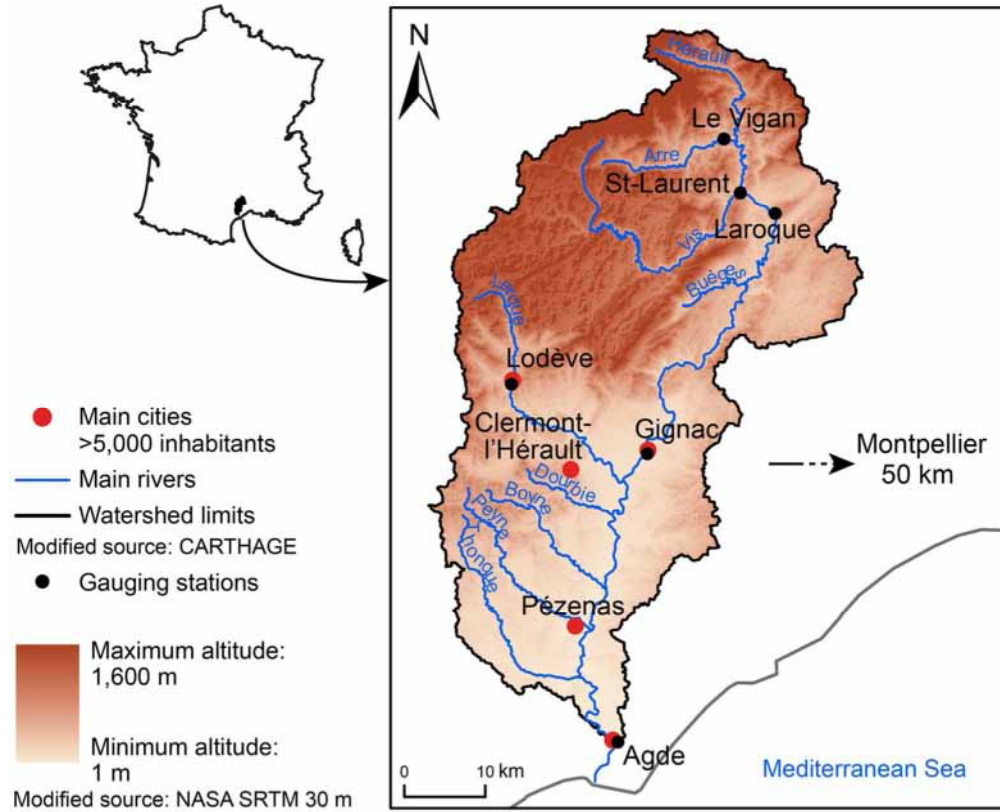 N
Hérault
Le Vigan
Arre
St-Laurent
Laroque
Vis
Buèges
Lergue
Lodève
Clermont-
l'Hérault
Gignac
Montpellier
50 km
Dourbie
Boyne
Peyne
Thongue
Pézenas
Agde
Mediterranean Sea
0 10 km
Main cities
>5,000 inhabitants
Main rivers
Watershed limits
Modified source: CARTHAGE
Gauging stations
Maximum altitude:
1,600 m
Minimum altitude:
1 m
Modified source: NASA SRTM 30 m